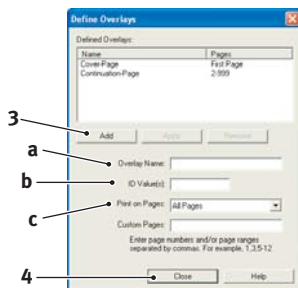 Define Overlays
Defined Overlays:
Name Pages
Cover-Page First Page
Continuation-Page 2-999
3 Add Apply Remove
a Overlay Name:
b ID Value(s):
c Print on Pages: All Pages
Custom Pages:
Enter page numbers and/or page ranges
separated by commas. For example, 1,3,5-12
4 Close Help